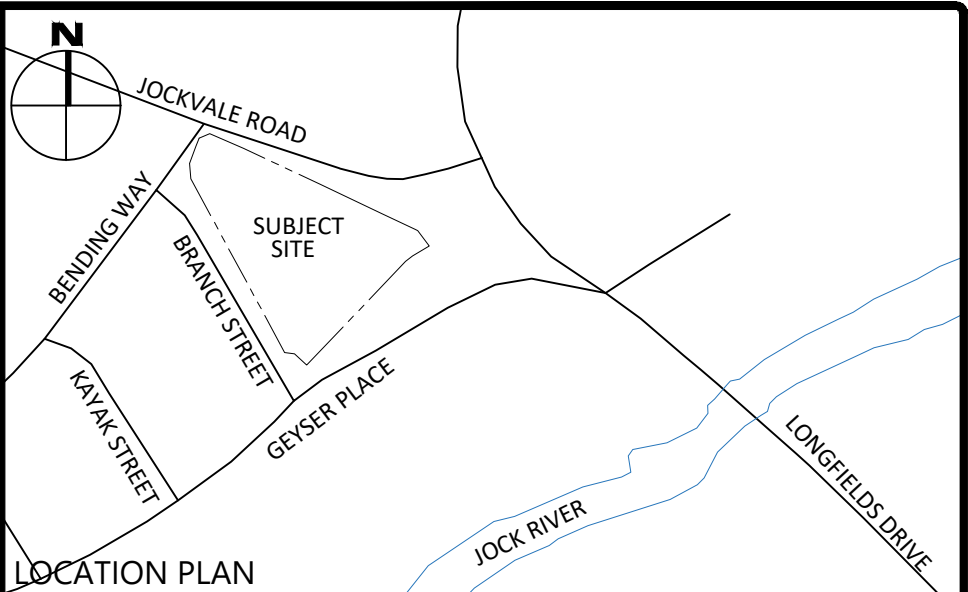 N
JOCKVALE ROAD
BENDING WAY
SUBJECT
SITE
BRANCH STREET
KAYAK STREET
GEYSER PLACE
LONGFIELDS DRIVE
JOCK RIVER
LOCATION PLAN